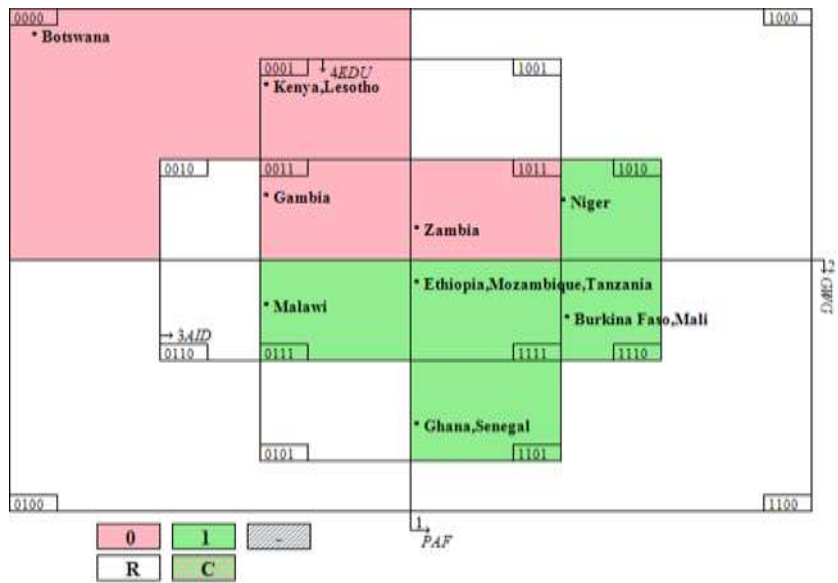 0000
1000
Botswana
0001
4EDU
1001
Kenya,Lesotho
0010
0011
1011
1010
Gambia
Niger
Zambia
2
GWG
Ethiopia,Mozambique,Tanzania
Malawi
Burkina Faso,Mali
3AID
0110
0111
1111
1110
Ghana,Senegal
0101
1101
0100
1100
1
PAF
0
1
-
R
C